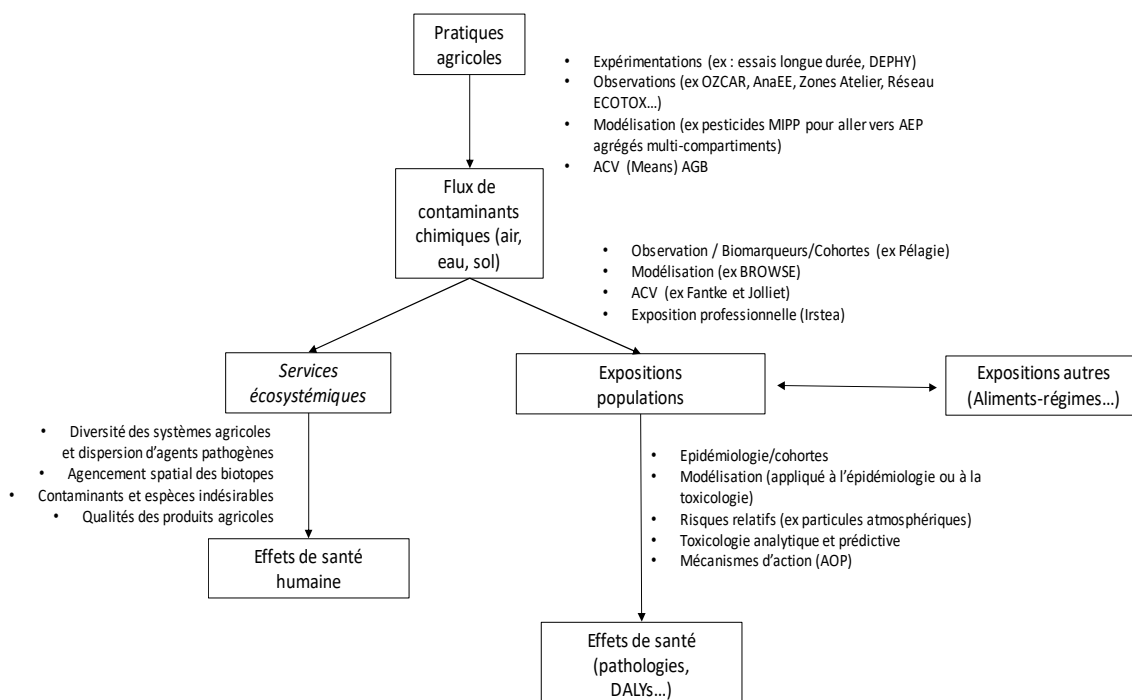 Pratiques
agricoles
• Expérimentations (ex : essais longue durée, DEPHY)
• Observations (ex OZCAR, AnaEE, Zones Atelier, Réseau
ECOTOX...)
• Modélisation (ex pesticides MIPP pour aller vers AEP
agrégés multi-compartiments)
• ACV (Means) AGB
Flux de
contaminants
chimiques (air,
eau, sol)
• Observation / Biomarqueurs/Cohortes (ex Pélagie)
• Modélisation (ex BROWSE)
• ACV (ex Fantke et Jolliet)
• Exposition professionnelle (Irstea)
Services
écosystémiques
Expositions
populations
Expositions autres
(Aliments-régimes...)
• Diversité des systèmes agricoles
et dispersion d'agents pathogènes
• Agencement spatial des biotopes
• Contaminants et espèces indésirables
• Qualités des produits agricoles
• Epidémiologie/cohortes
• Modélisation (appliqué à l'épidémiologie ou à la
toxicologie)
• Risques relatifs (ex particules atmosphériques)
• Toxicologie analytique et prédictive
• Mécanismes d'action (AOP)
Effets de santé
humaine
Effets de santé
(pathologies,
DALYs...)